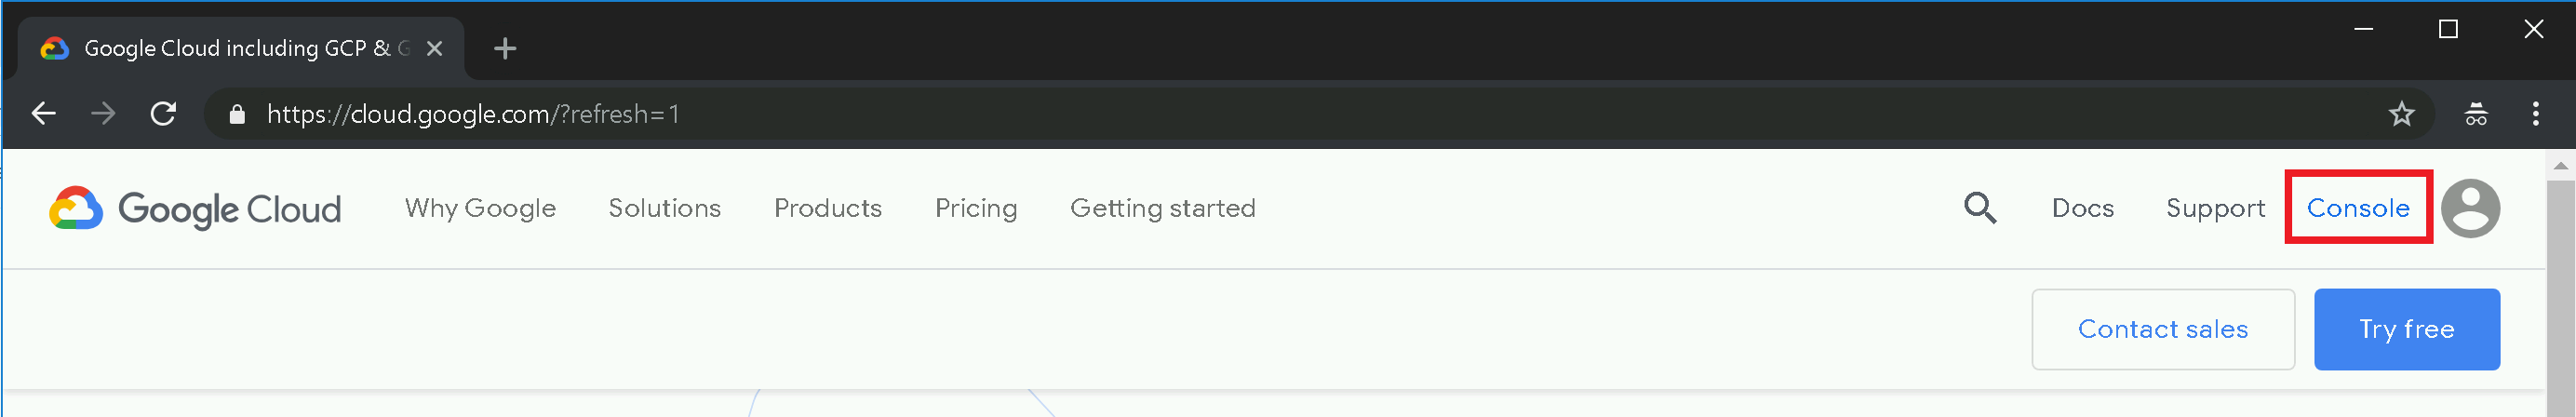 Google Cloud including GCP & G
https://cloud.google.com/?refresh=1
Google Cloud Why Google Solutions Products Pricing Getting started Docs Support Console
Contact sales Try free